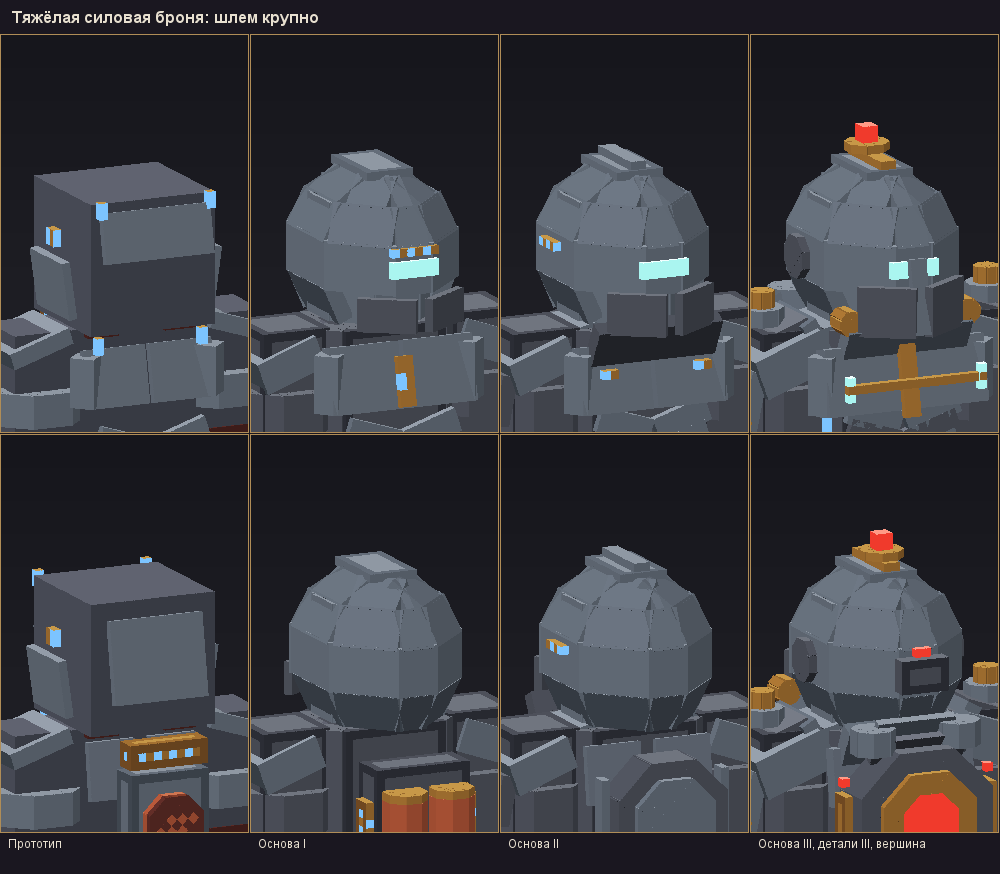 Тяжёлая силовая броня: шлем крупно
Прототип
Основа I
Основа II
Основа III, детали III, вершина